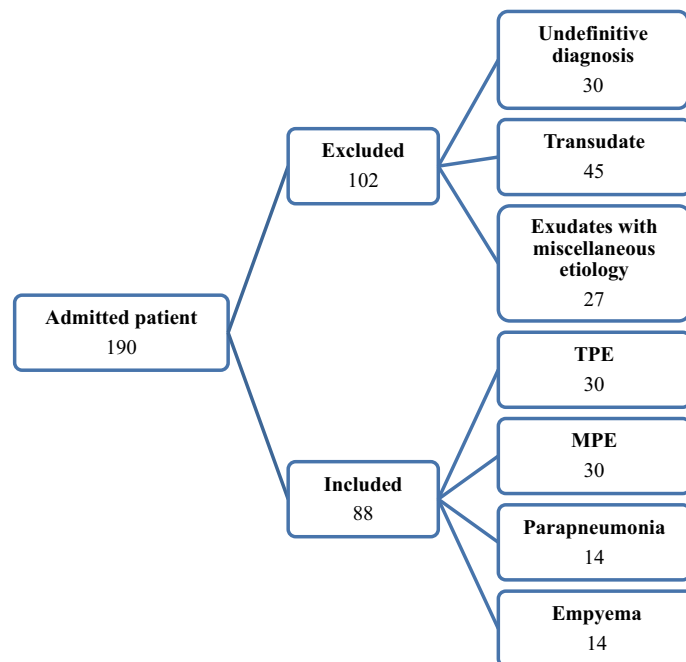 Undefinitive
diagnosis
30
Excluded
102
Transudate
45
Exudates with
miscellaneous
etiology
27
Admitted patient
190
TPE
30
MPE
30
Included
88
Parapneumonia
14
Empyema
14